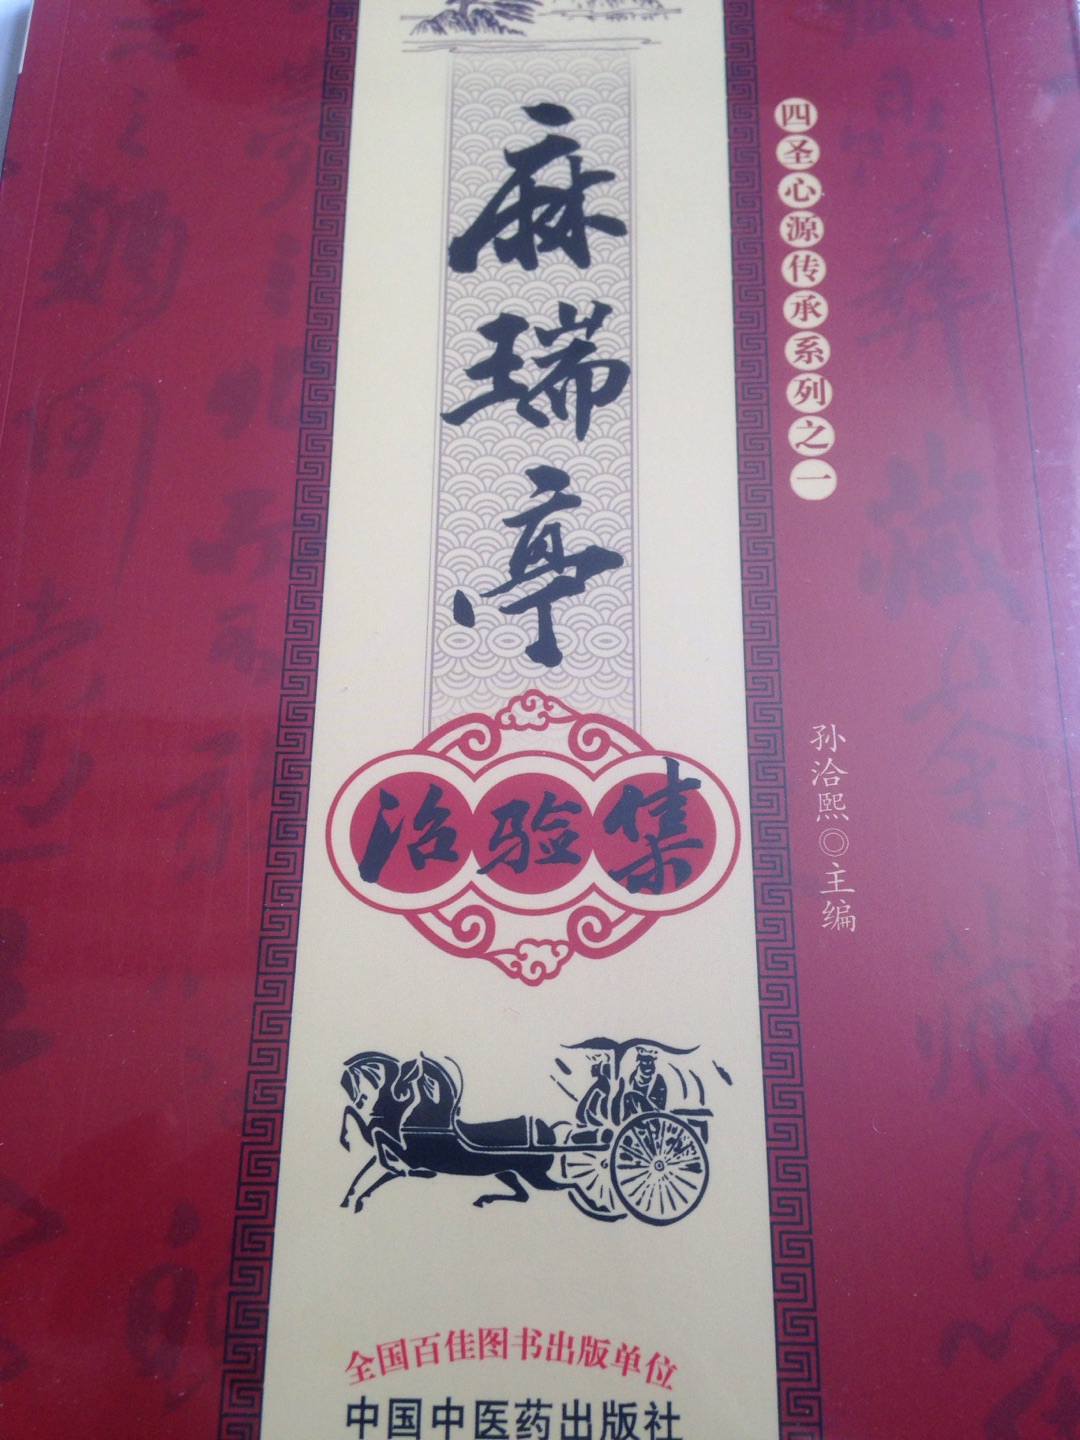 四圣心源传承系列之一
麻瑞亭
治验集
孙洽熙◎主编
全国百佳图书出版单位
中国中医药出版社